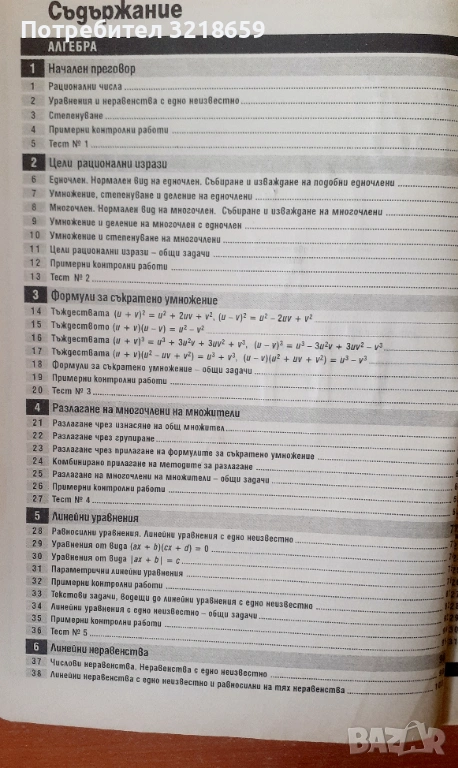 Съдържание
Потребител 3218659
АЛГЕБРА
1 Начален преговор
1 Рационални числа
2 Уравнения и неравенства с едно неизвестно
3 Степенуване
4 Примерни контролни работи
5 Тест № 1
2 Цели рационални изрази
6 Едночлен. Нормален вид на едночлен. Събиране и изваждане на подобни едночлени
7 Умножение, степенуване и деление на едночлени
8 Многочлен. Нормален вид на многочлен. Събиране и изваждане на многочлени
9 Умножение и деление на многочлен с едночлен
10 Умножение и степенуване на многочлени
11 Цели рационални изрази – общи задачи
12 Примерни контролни работи
13 Тест № 2
3 Формули за съкратено умножение
14 Тъждествата (u + v)² = u² + 2uv + v², (u – v)² = u² – 2uv + v²
15 Тъждеството (u + v)(u – v) = u² – v²
16 Тъждествата (u + v)³ = u³ + 3u²v + 3uv² + v³, (u – v)³ = u³ – 3u²v + 3uv² – v³
17 Тъждествата (u + v)(u² – uv + v²) = u³ + v³, (u – v)(u² + uv + v²) = u³ – v³
18 Формули за съкратено умножение – общи задачи
19 Примерни контролни работи
20 Тест № 3
4 Разлагане на многочлени на множители
21 Разлагане чрез изнасяне на общ множител
22 Разлагане чрез групиране
23 Разлагане чрез прилагане на формулите за съкратено умножение
24 Комбинирано прилагане на методите за разлагане
25 Разлагане на многочлени на множители – общи задачи
26 Примерни контролни работи
27 Тест № 4
5 Линейни уравнения
28 Равносилни уравнения. Линейни уравнения с едно неизвестно
29 Уравнения от вида (ax + b)(cx + d) = 0
30 Уравнения от вида |ax + b| = c
31 Параметрични линейни уравнения
32 Примерни контролни работи
33 Текстови задачи, водещи до линейни уравнения с едно неизвестно
34 Линейни уравнения с едно неизвестно – общи задачи
35 Примерни контролни работи
36 Тест № 5
6 Линейни неравенства
37 Числови неравенства. Неравенства с едно неизвестно
38 Линейни неравенства с едно неизвестно и равносилни на тях неравенства
BAZAR